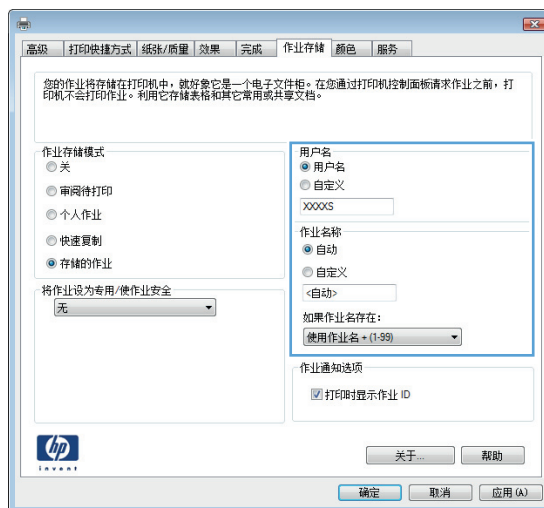 高级 打印快捷方式 纸张/质量 效果 完成 作业存储 颜色 服务
您的作业将存储在打印机中，就好象它是一个电子文件柜。在您通过打印机控制面板请求作业之前，打
印机不会打印作业。利用它存储表格和其它常用或共享文档。
作业存储模式
关
审阅待打印
个人作业
快速复制
存储的作业
将作业设为专用/使作业安全
无
用户名
用户名
自定义
XXXXS
作业名称
自动
自定义
<自动>
如果作业名存在:
使用作业名 + (1-99)
作业通知选项
打印时显示作业 ID
hp
invent
关于...
帮助
确定 取消 应用(A)